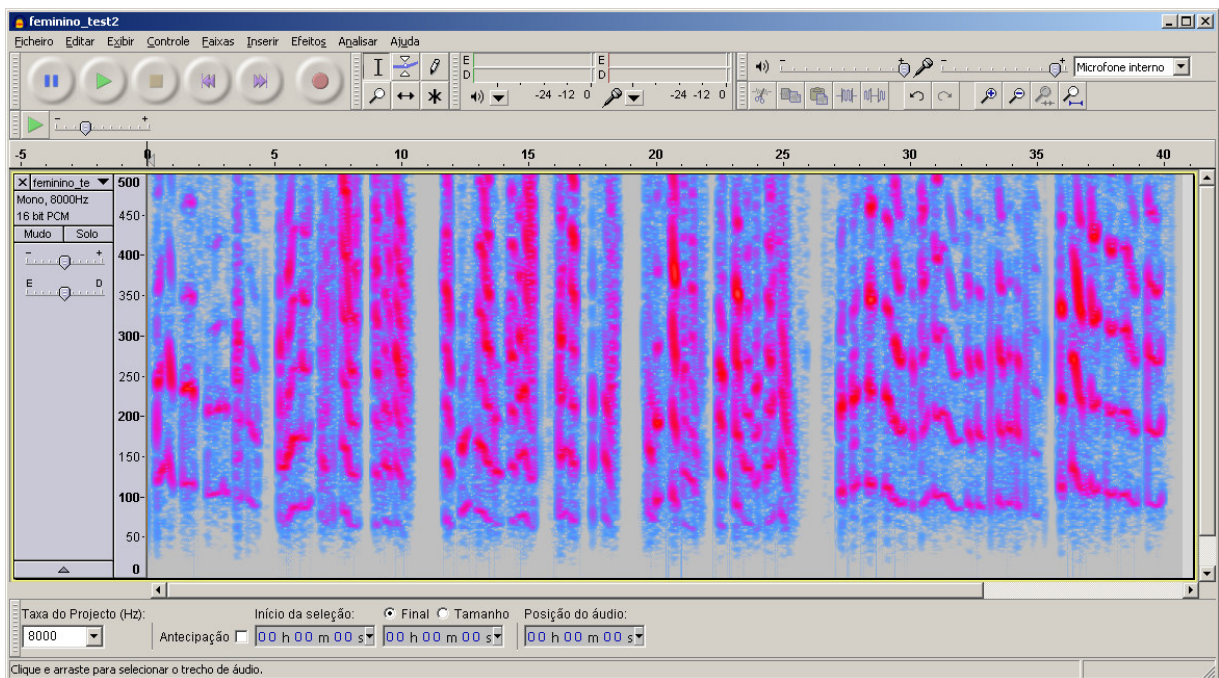 feminino_test2
Ficheiro Editar Exibir Controle Faixas Inserir Efeitos Analisar Ajuda
E E
D D
-24 -12 0 -24 -12 0
Microfone interno
- +
-5 0 5 10 15 20 25 30 35 40
X feminino_te
Mono, 8000Hz
16 bit PCM
Mudo Solo
- +
E D
500
450-
400-
350-
300-
250-
200-
150-
100-
50-
0
Taxa do Projecto (Hz): Início da seleção: Final Tamanho Posição do áudio:
8000 Antecipação 00 h 00 m 00 s 00 h 00 m 00 s 00 h 00 m 00 s
Clique e arraste para selecionar o trecho de áudio.